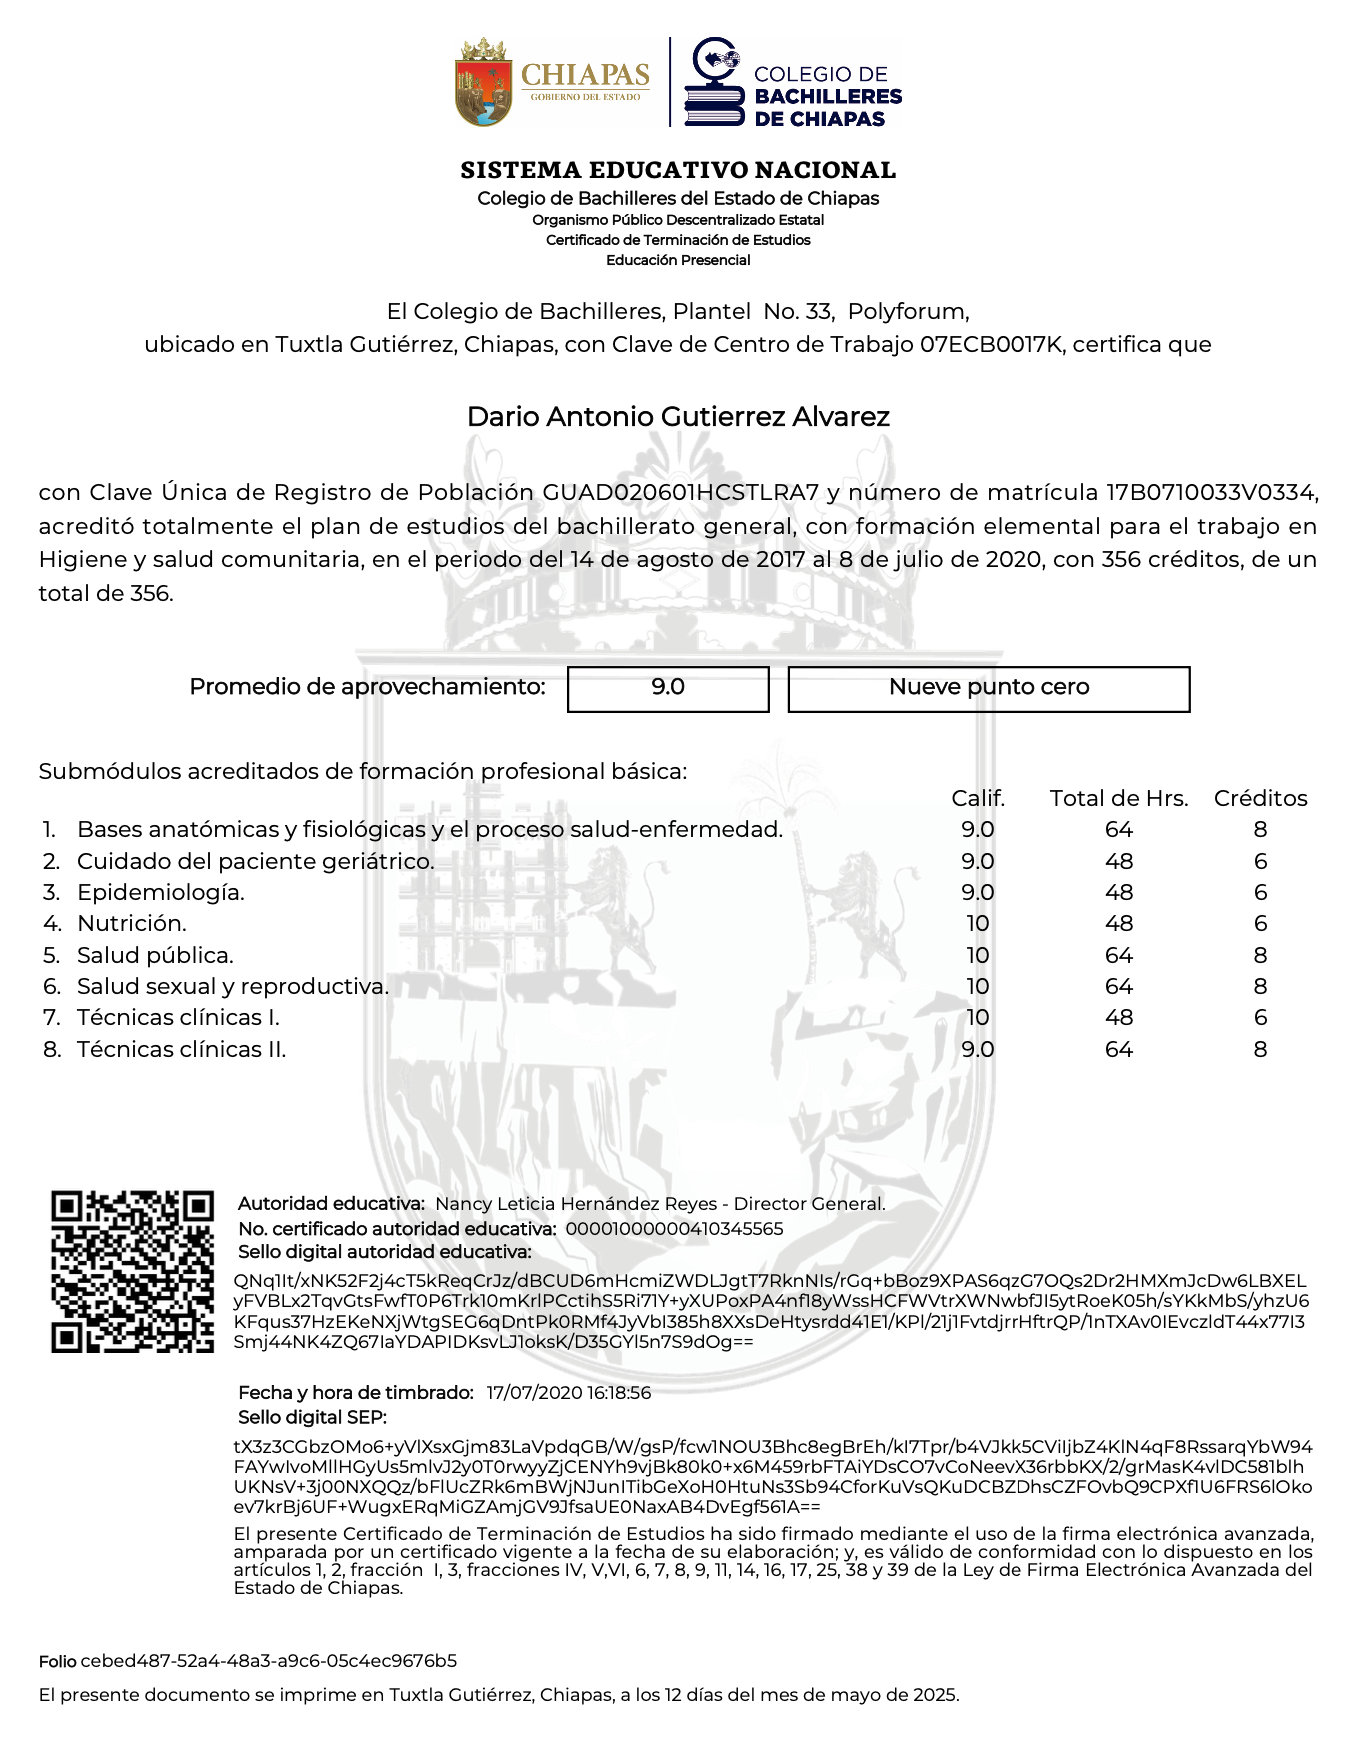 CHIAPAS
GOBIERNO DEL ESTADO
COLEGIO DE
BACHILLERES
DE CHIAPAS
SISTEMA EDUCATIVO NACIONAL
Colegio de Bachilleres del Estado de Chiapas
Organismo Público Descentralizado Estatal
Certificado de Terminación de Estudios
Educación Presencial
El Colegio de Bachilleres, Plantel No. 33, Polyforum,
ubicado en Tuxtla Gutiérrez, Chiapas, con Clave de Centro de Trabajo 07ECB0017K, certifica que
Dario Antonio Gutierrez Alvarez
con Clave Única de Registro de Población GUAD020601HCSTLRA7 y número de matrícula 17B0710033V0334,
acreditó totalmente el plan de estudios del bachillerato general, con formación elemental para el trabajo en
Higiene y salud comunitaria, en el periodo del 14 de agosto de 2017 al 8 de julio de 2020, con 356 créditos, de un
total de 356.
Promedio de aprovechamiento: 9.0 Nueve punto cero
Submódulos acreditados de formación profesional básica:
Calif. Total de Hrs. Créditos
1. Bases anatómicas y fisiológicas y el proceso salud-enfermedad. 9.0 64 8
2. Cuidado del paciente geriátrico. 9.0 48 6
3. Epidemiología. 9.0 48 6
4. Nutrición. 10 48 6
5. Salud pública. 10 64 8
6. Salud sexual y reproductiva. 10 64 8
7. Técnicas clínicas I. 10 48 6
8. Técnicas clínicas II. 9.0 64 8
Autoridad educativa: Nancy Leticia Hernández Reyes - Director General.
No. certificado autoridad educativa: 00001000000410345565
Sello digital autoridad educativa:
QNq1It/xNK52F2j4cT5kReqCrJz/dBCUD6mHcmiZWDLJgtT7RknNIs/rGq+bBoz9XPAS6qzG7OQs2Dr2HMXmJcDw6LBXEL
yFVBLx2TqvGtsFwfT0P6Trk10mKrIPCctihS5Ri71Y+yXUPoxPA4nf18yWssHCFWVtrXWNwbfJI5ytRoeK05h/sYKkMbS/yhzU6
KFqus37HzEKeNXjWtgSEG6qDntPk0RMf4JyVbl385h8XXsDeHtysrdd41E1/KPl/21j1FvtdjrrHftrQP/1nTXAv0IEvczldT44x77I3
Smj44NK4ZQ67IaYDAPIDKsvLJ1oksK/D35GYl5n7S9dOg==
Fecha y hora de timbrado: 17/07/2020 16:18:56
Sello digital SEP:
tX3z3CGbzOMo6+yVlXsxGjm83LaVpdqGB/W/gsP/fcw1NOU3Bhc8egBrEh/kI7Tpr/b4VJkk5CViIjbZ4KlN4qF8RssarqYbW94
FAYwIvoMllHGyUs5mlvJ2y0T0rwyyZjCENYh9vjBk80k0+x6M459rbFTAiYDsCO7vCoNeevX36rbbKX/2/grMasK4vlDC581blh
UKNsV+3j00NXQQz/bFlUcZRk6mBWjNJunITibGeXoH0HtuNs3Sb94CforKuVsQKuDCBZDhsCZFOvbQ9CPXf1U6FRS6lOko
ev7krBj6UF+WugxERqMiGZAmjGV9JfsaUE0NaxAB4DvEgf561A==
El presente Certificado de Terminación de Estudios ha sido firmado mediante el uso de la firma electrónica avanzada,
amparada por un certificado vigente a la fecha de su elaboración; y, es válido de conformidad con lo dispuesto en los
artículos 1, 2, fracción I, 3, fracciones IV, V,VI, 6, 7, 8, 9, 11, 14, 16, 17, 25, 38 y 39 de la Ley de Firma Electrónica Avanzada del
Estado de Chiapas.
Folio cebed487-52a4-48a3-a9c6-05c4ec9676b5
El presente documento se imprime en Tuxtla Gutiérrez, Chiapas, a los 12 días del mes de mayo de 2025.